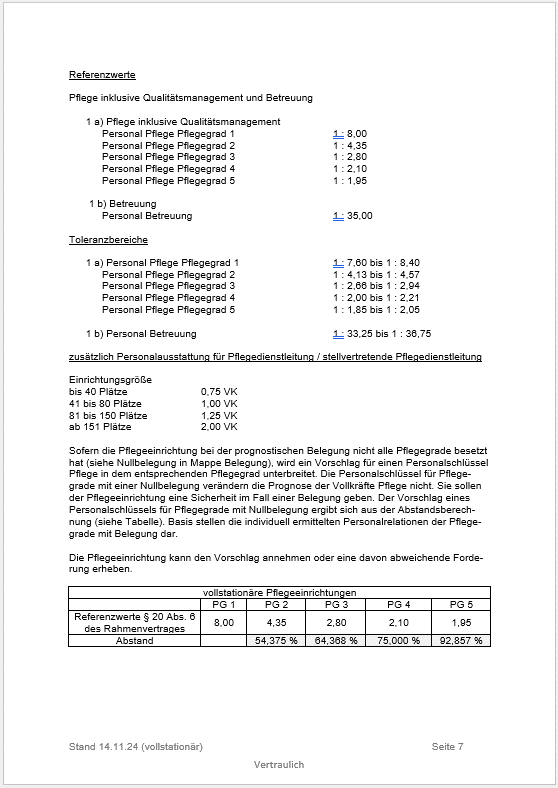 Referenzwerte
Pflege inklusive Qualitätsmanagement und Betreuung
1 a) Pflege inklusive Qualitätsmanagement
Personal Pflege Pflegegrad 1 1 : 8,00
Personal Pflege Pflegegrad 2 1 : 4,35
Personal Pflege Pflegegrad 3 1 : 2,80
Personal Pflege Pflegegrad 4 1 : 2,10
Personal Pflege Pflegegrad 5 1 : 1,95
1 b) Betreuung
Personal Betreuung 1 : 35,00
Toleranzbereiche
1 a) Personal Pflege Pflegegrad 1 1 : 7,60 bis 1 : 8,40
Personal Pflege Pflegegrad 2 1 : 4,13 bis 1 : 4,57
Personal Pflege Pflegegrad 3 1 : 2,66 bis 1 : 2,94
Personal Pflege Pflegegrad 4 1 : 2,00 bis 1 : 2,21
Personal Pflege Pflegegrad 5 1 : 1,85 bis 1 : 2,05
1 b) Personal Betreuung 1 : 33,25 bis 1 : 36,75
zusätzlich Personalausstattung für Pflegedienstleitung / stellvertretende Pflegedienstleitung
Einrichtungsgröße
bis 40 Plätze 0,75 VK
41 bis 80 Plätze 1,00 VK
81 bis 150 Plätze 1,25 VK
ab 151 Plätze 2,00 VK
Sofern die Pflegeeinrichtung bei der prognostischen Belegung nicht alle Pflegegrade besetzt
hat (siehe Nullbelegung in Mappe Belegung), wird ein Vorschlag für einen Personalschlüssel
Pflege in dem entsprechenden Pflegegrad unterbreitet. Die Personalschlüssel für Pflege-
grade mit einer Nullbelegung verändern die Prognose der Vollkräfte Pflege nicht. Sie sollen
der Pflegeeinrichtung eine Sicherheit im Fall einer Belegung geben. Der Vorschlag eines
Personalschlüssels für Pflegegrade mit Nullbelegung ergibt sich aus der Abstandsberech-
nung (siehe Tabelle). Basis stellen die individuell ermittelten Personalrelationen der Pflege-
grade mit Belegung dar.
Die Pflegeeinrichtung kann den Vorschlag annehmen oder eine davon abweichende Forde-
rung erheben.
vollstationäre Pflegeeinrichtungen
PG 1 PG 2 PG 3 PG 4 PG 5
Referenzwerte § 20 Abs. 6
des Rahmenvertrages 8,00 4,35 2,80 2,10 1,95
Abstand 54,375 % 64,368 % 75,000 % 92,857 %
Stand 14.11.24 (vollstationär) Seite 7
Vertraulich